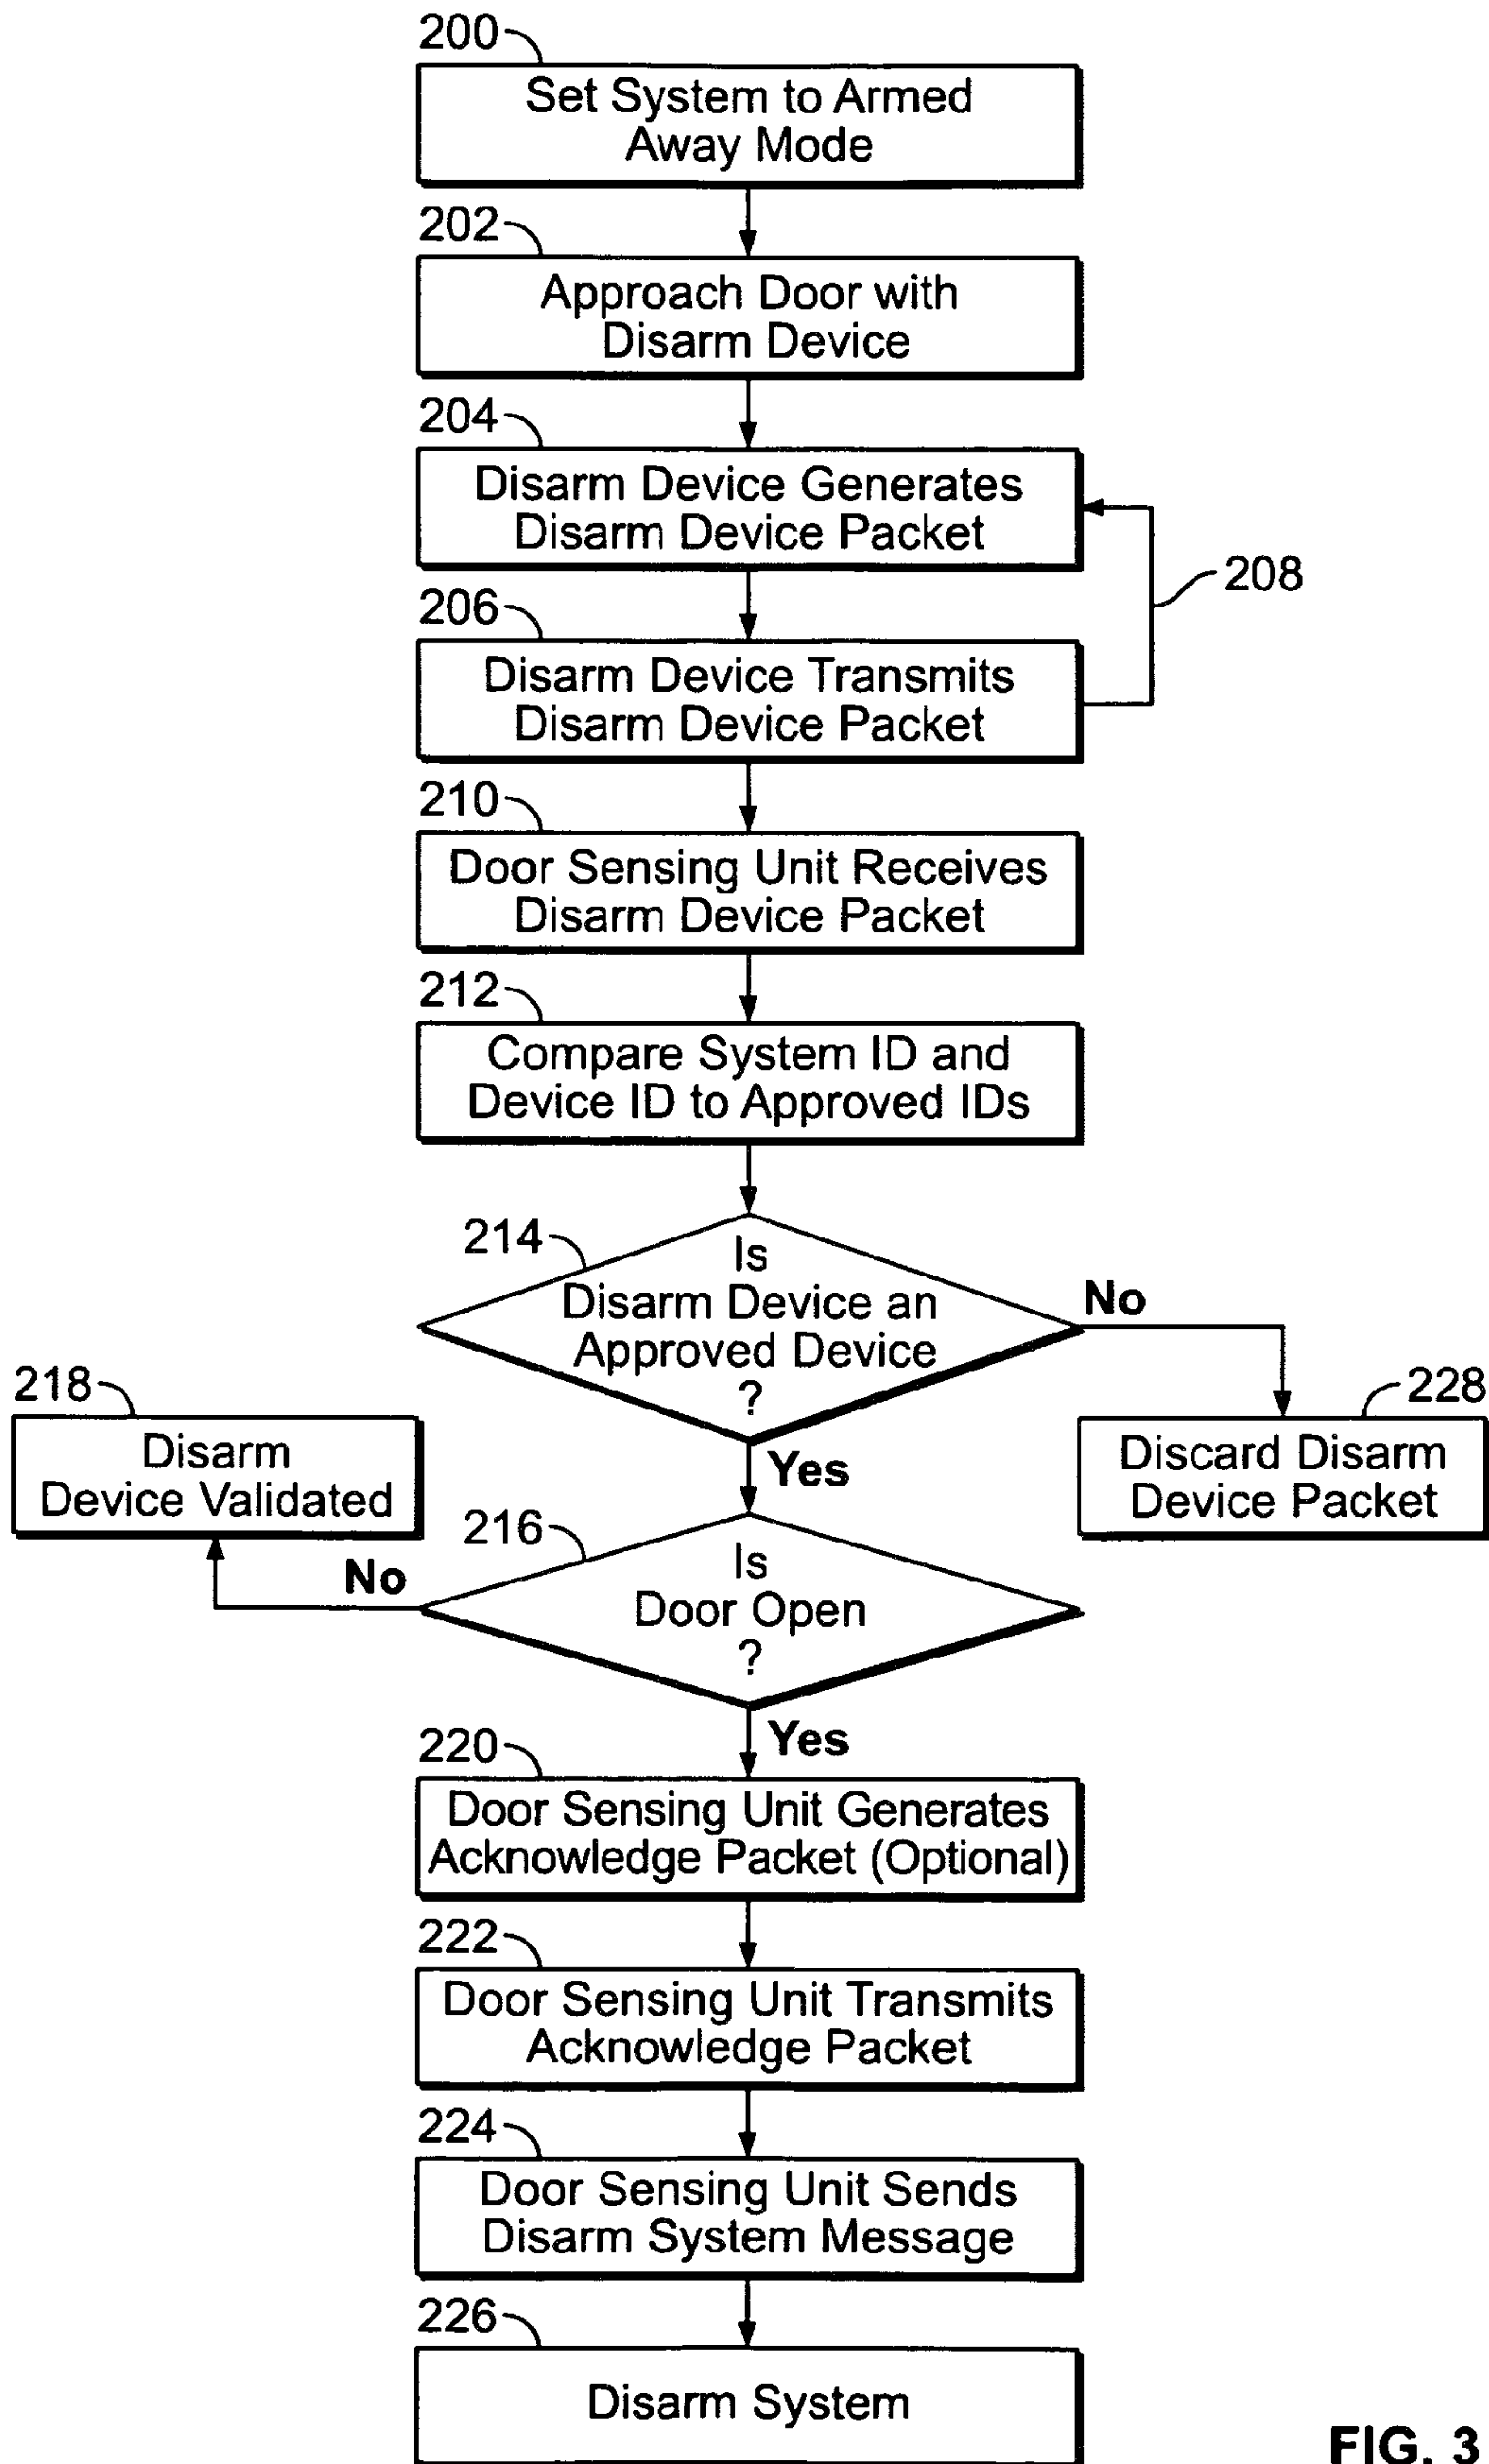 200
Set System to Armed
Away Mode
202
Approach Door with
Disarm Device
204
Disarm Device Generates
Disarm Device Packet
208
206
Disarm Device Transmits
Disarm Device Packet
210
Door Sensing Unit Receives
Disarm Device Packet
212
Compare System ID and
Device ID to Approved IDs
214
Is
Disarm Device an
Approved Device
?
No
218
Disarm
Device Validated
228
Discard Disarm
Device Packet
Yes
216
Is
Door Open
?
No
Yes
220
Door Sensing Unit Generates
Acknowledge Packet (Optional)
222
Door Sensing Unit Transmits
Acknowledge Packet
224
Door Sensing Unit Sends
Disarm System Message
226
Disarm System
FIG. 3